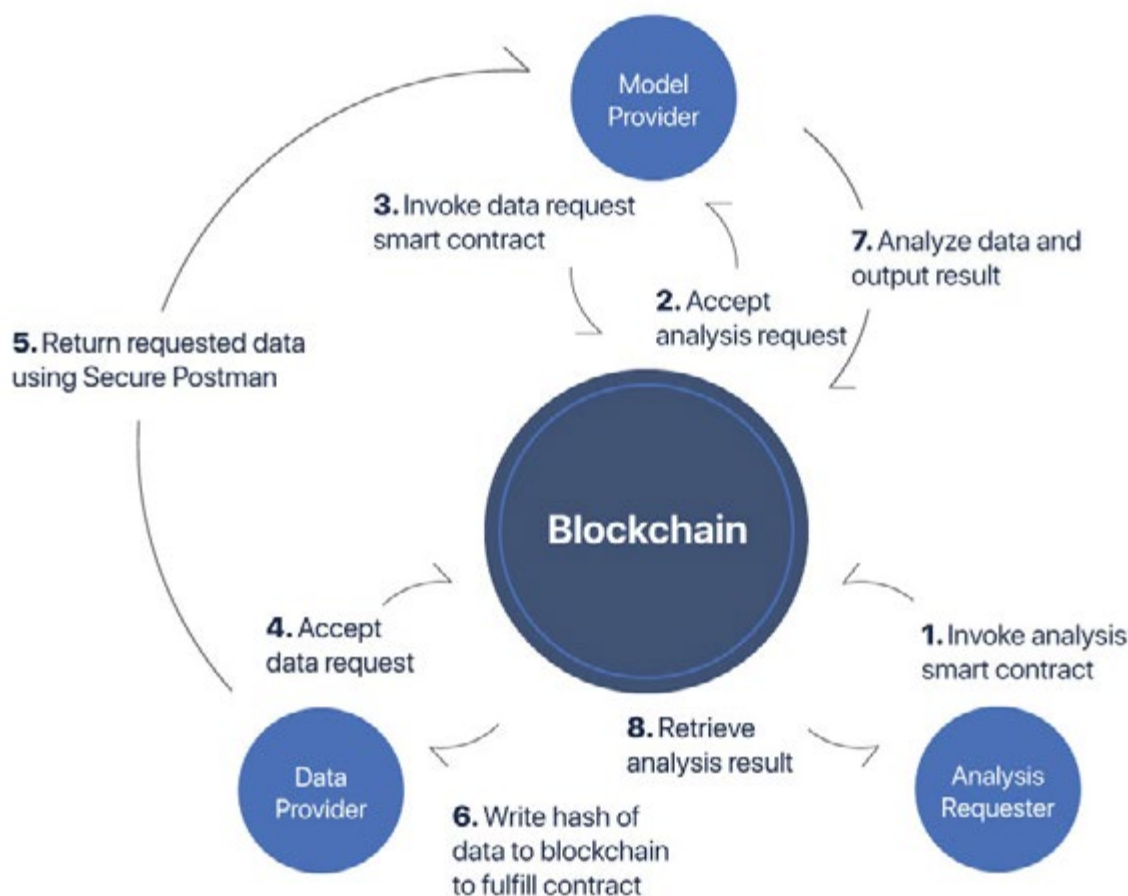 Model
Provider
3. Invoke data request
smart contract
7. Analyze data and
output result
2. Accept
analysis request
5. Return requested data
using Secure Postman
Blockchain
4. Accept
data request
1. Invoke analysis
smart contract
8. Retrieve
analysis result
Data
Provider
Analysis
Requester
6. Write hash of
data to blockchain
to fulfill contract